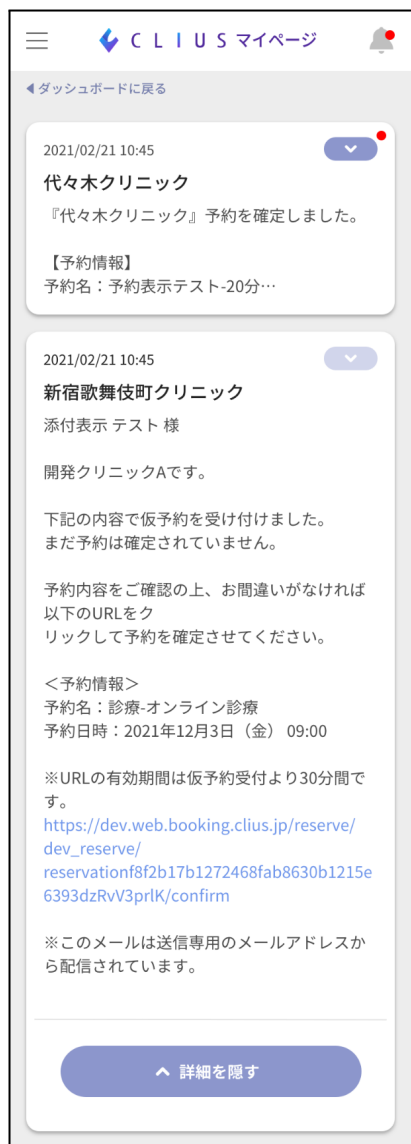 CLIUS マイページ
ダッシュボードに戻る
2021/02/21 10:45
代々木クリニック
『代々木クリニック』予約を確定しました。
【予約情報】
予約名：予約表示テスト-20分…
2021/02/21 10:45
新宿歌舞伎町クリニック
添付表示 テスト 様
開発クリニックAです。
下記の内容で仮予約を受け付けました。
まだ予約は確定されていません。
予約内容をご確認の上、お間違いがなければ
以下のURLをク
リックして予約を確定させてください。
＜予約情報＞
予約名：診療-オンライン診療
予約日時：2021年12月3日（金） 09:00
※URLの有効期間は仮予約受付より30分間で
す。
https://dev.web.booking.clius.jp/reserve/
dev_reserve/
reservationf8f2b17b1272468fab8630b1215e
6393dzRvV3prlK/confirm
※このメールは送信専用のメールアドレスか
ら配信されています。
詳細を隠す